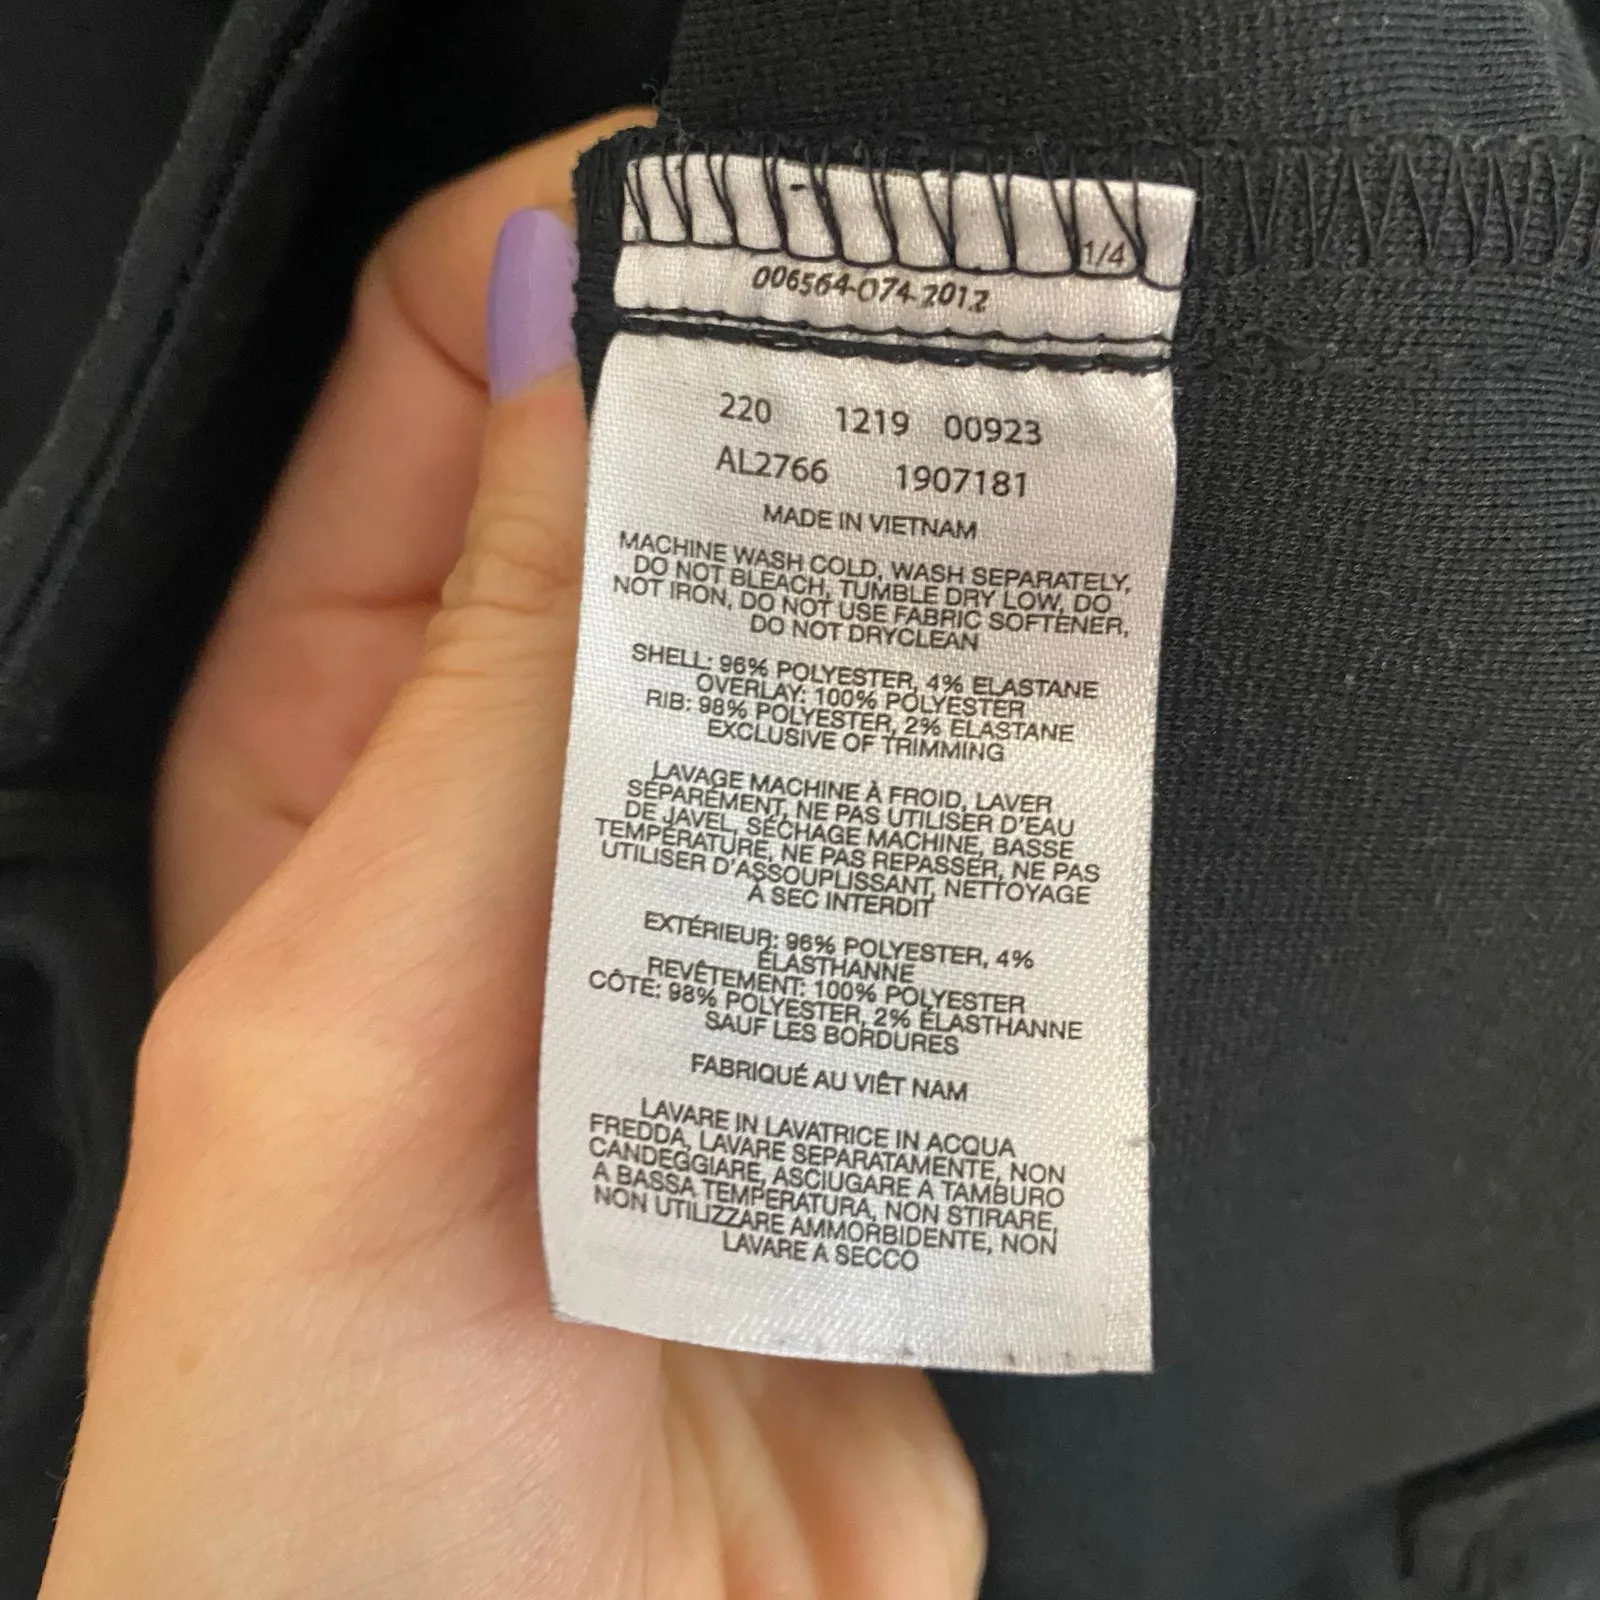 1/4
006564-074-2012
220 1219 00923
AL2766 1907181
MADE IN VIETNAM
MACHINE WASH COLD, WASH SEPARATELY,
DO NOT BLEACH, TUMBLE DRY LOW, DO
NOT IRON, DO NOT USE FABRIC SOFTENER,
DO NOT DRYCLEAN
SHELL: 96% POLYESTER, 4% ELASTANE
OVERLAY: 100% POLYESTER
RIB: 98% POLYESTER, 2% ELASTANE
EXCLUSIVE OF TRIMMING
LAVAGE MACHINE À FROID, LAVER
SÉPARÉMENT, NE PAS UTILISER D'EAU
DE JAVEL, SÉCHAGE MACHINE, BASSE
TEMPÉRATURE, NE PAS REPASSER, NE PAS
UTILISER D'ASSOUPLISSANT, NETTOYAGE
À SEC INTERDIT
EXTÉRIEUR: 96% POLYESTER, 4%
ÉLASTHANNE
REVÊTEMENT: 100% POLYESTER
CÔTE: 98% POLYESTER, 2% ÉLASTHANNE
SAUF LES BORDURES
FABRIQUÉ AU VIÊT NAM
LAVARE IN LAVATRICE IN ACQUA
FREDDA, LAVARE SEPARATAMENTE, NON
CANDEGGIARE, ASCIUGARE A TAMBURO
A BASSA TEMPERATURA, NON STIRARE,
NON UTILIZZARE AMMORBIDENTE, NON
LAVARE A SECCO